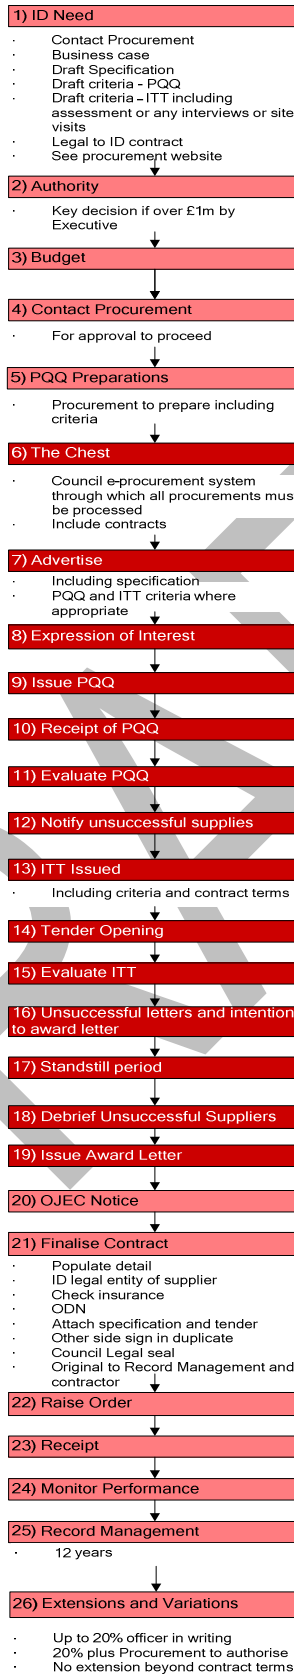 1) ID Need
· Contact Procurement
· Business case
· Draft Specification
· Draft criteria - PQQ
· Draft criteria – ITT including
assessment or any interviews or site
visits
· Legal to ID contract
· See procurement website
2) Authority
· Key decision if over £1m by
Executive
3) Budget
4) Contact Procurement
· For approval to proceed
5) PQQ Preparations
· Procurement to prepare including
criteria
6) The Chest
· Council e-procurement system
through which all procurements mus
be processed
· Include contracts
7) Advertise
· Including specification
· PQQ and ITT criteria where
appropriate
8) Expression of Interest
9) Issue PQQ
10) Receipt of PQQ
11) Evaluate PQQ
12) Notify unsuccessful supplies
13) ITT Issued
· Including criteria and contract terms
14) Tender Opening
15) Evaluate ITT
16) Unsuccessful letters and intention
to award letter
17) Standstill period
18) Debrief Unsuccessful Suppliers
19) Issue Award Letter
20) OJEC Notice
21) Finalise Contract
· Populate detail
· ID legal entity of supplier
· Check insurance
· ODN
· Attach specification and tender
· Other side sign in duplicate
· Council Legal seal
· Original to Record Management and
contractor
22) Raise Order
23) Receipt
24) Monitor Performance
25) Record Management
· 12 years
26) Extensions and Variations
· Up to 20% officer in writing
· 20% plus Procurement to authorise
· No extension beyond contract terms